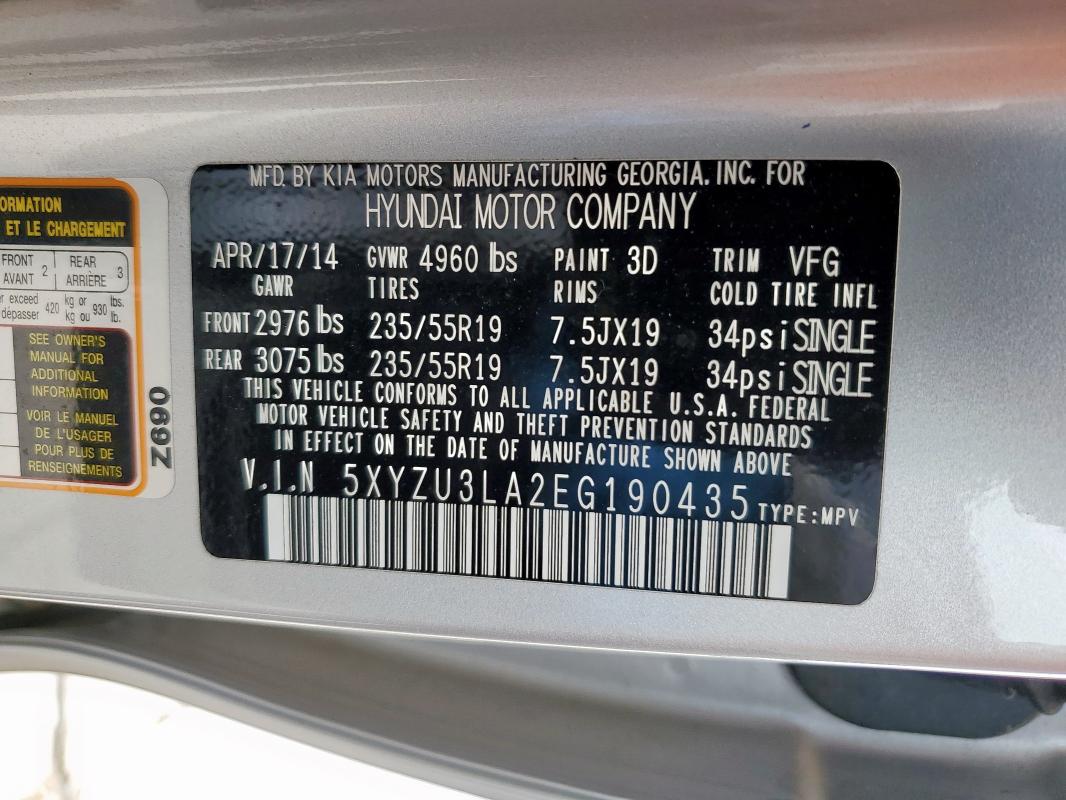 MFD. BY KIA MOTORS MANUFACTURING GEORGIA. INC. FOR
HYUNDAI MOTOR COMPANY
APR/17/14 GVWR 4960 lbs PAINT 3D TRIM VFG
GAWR TIRES RIMS COLD TIRE INFL
FRONT 2976 lbs 235/55R19 7.5JX19 34psi SINGLE
REAR 3075 lbs 235/55R19 7.5JX19 34psi SINGLE
THIS VEHICLE CONFORMS TO ALL APPLICABLE U.S.A. FEDERAL
MOTOR VEHICLE SAFETY AND THEFT PREVENTION STANDARDS
IN EFFECT ON THE DATE OF MANUFACTURE SHOWN ABOVE
V.I.N 5XYZU3LA2EG190435 TYPE:MPV
ET LE CHARGEMENT
FRONT 2 REAR 3
AVANT ARRIÈRE
exceed 420 kg or 930 lbs.
dépasser kg ou lb.
SEE OWNER'S
MANUAL FOR
ADDITIONAL
INFORMATION
VOIR LE MANUEL
DE L'USAGER
POUR PLUS DE
RENSEIGNEMENTS
Z690